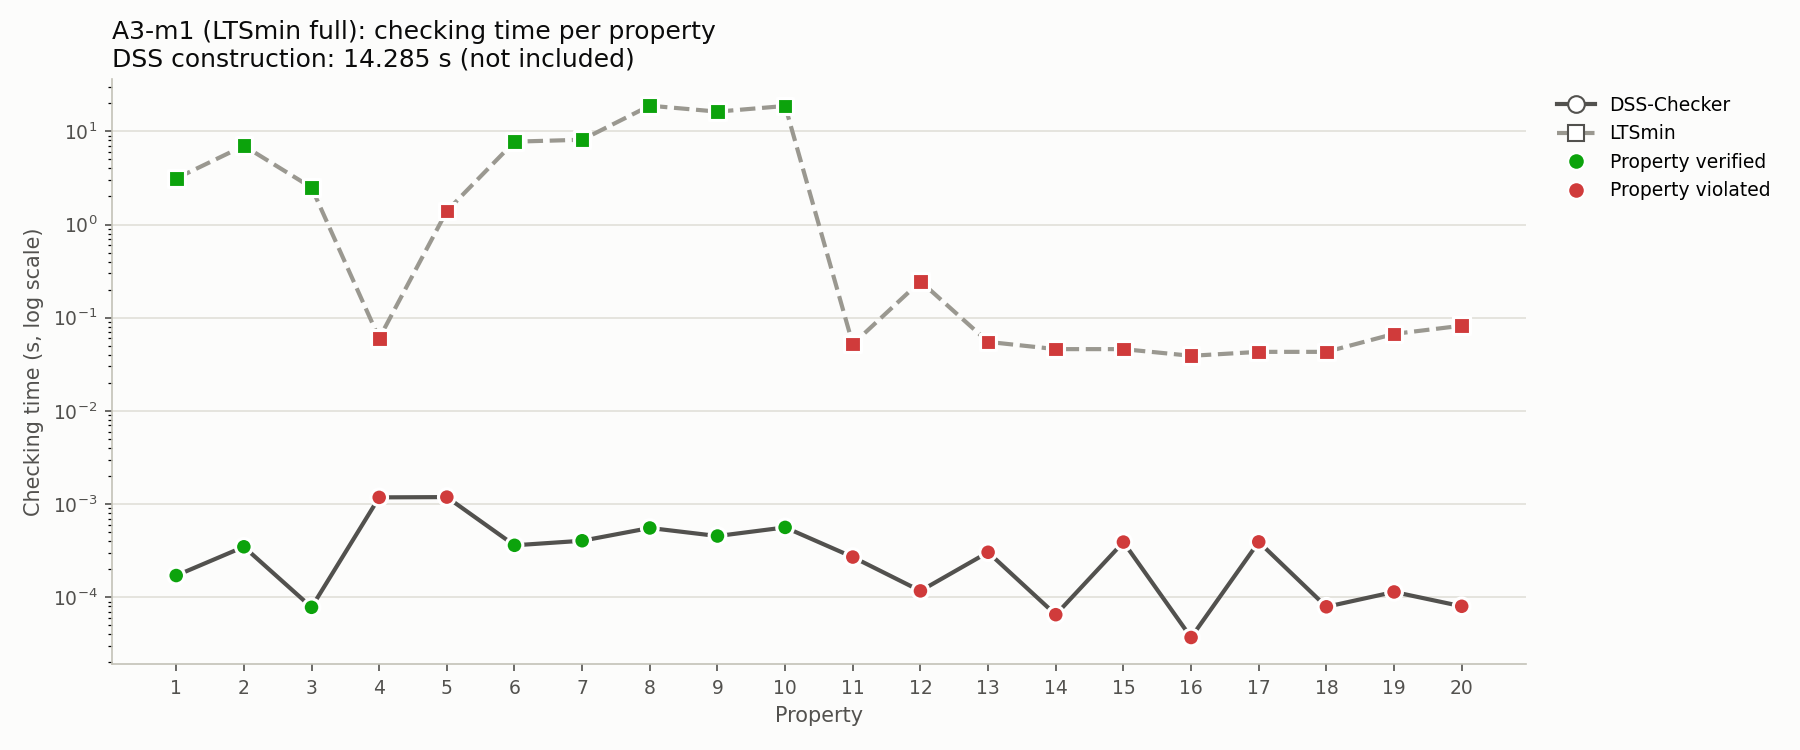 A3-m1 (LTSmin full): checking time per property
DSS construction: 14.285 s (not included)
Checking time (s, log scale)
10¹
10⁰
10⁻¹
10⁻²
10⁻³
10⁻⁴
1 2 3 4 5 6 7 8 9 10 11 12 13 14 15 16 17 18 19 20
Property
DSS-Checker
LTSmin
Property verified
Property violated